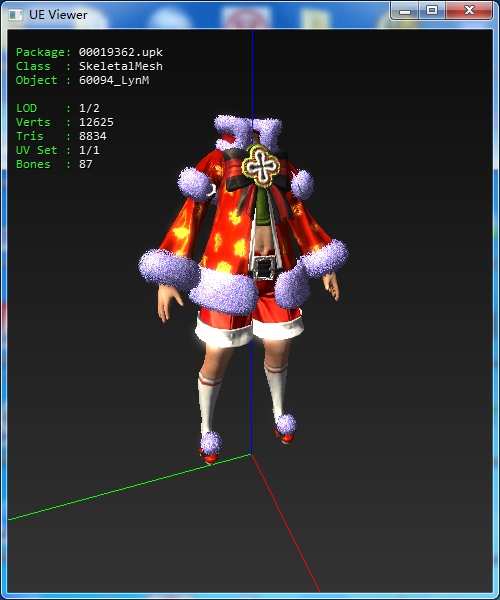 UE Viewer
Package: 00019362.upk
Class : SkeletalMesh
Object : 60094_LynM
LOD : 1/2
Verts : 12625
Tris : 8834
UV Set : 1/1
Bones : 87